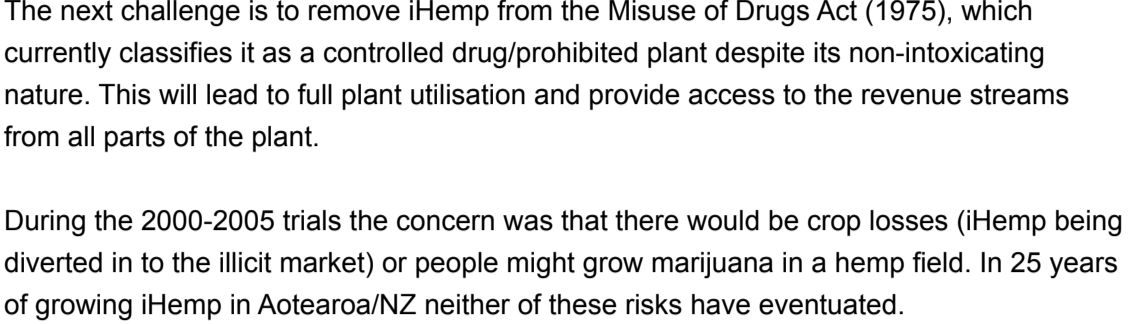 The next challenge is to remove iHemp from the Misuse of Drugs Act (1975), which
currently classifies it as a controlled drug/prohibited plant despite its non-intoxicating
nature. This will lead to full plant utilisation and provide access to the revenue streams
from all parts of the plant.
During the 2000-2005 trials the concern was that there would be crop losses (iHemp being
diverted in to the illicit market) or people might grow marijuana in a hemp field. In 25 years
of growing iHemp in Aotearoa/NZ neither of these risks have eventuated.